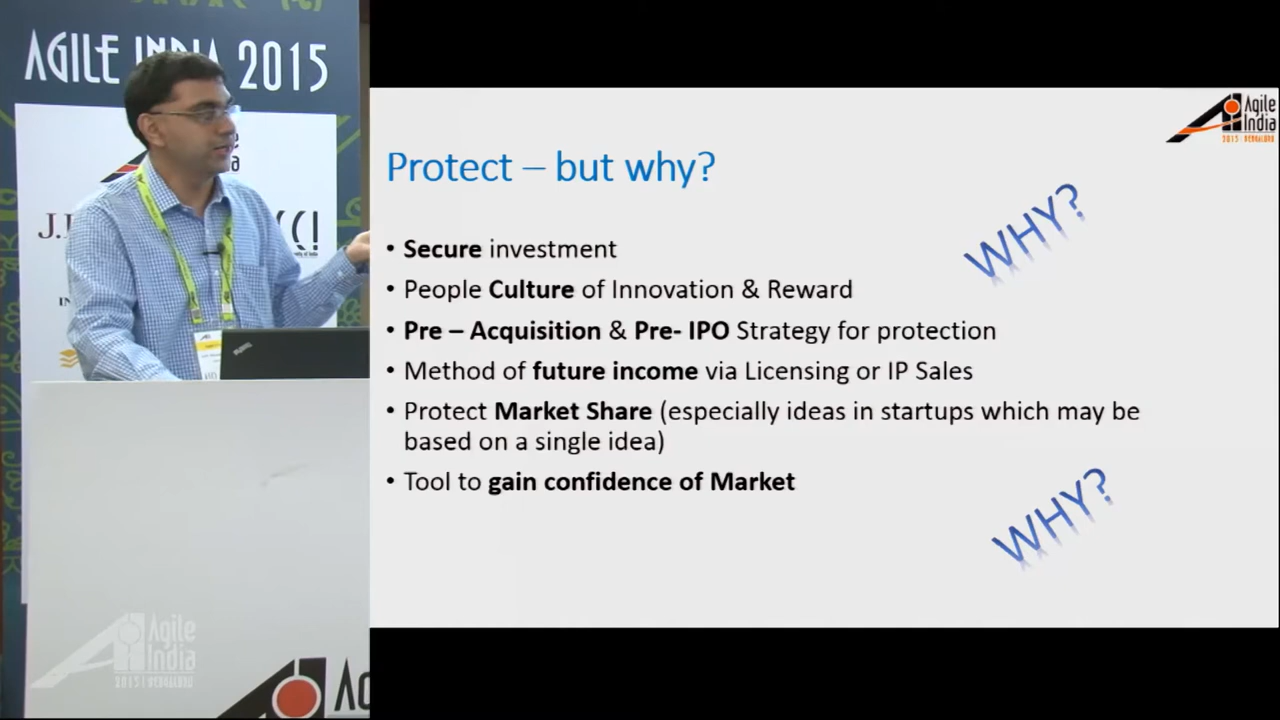 AGILE INDIA 2015
Agile
India
2015 | BENGALURU
Protect – but why?
WHY?
• Secure investment
• People Culture of Innovation & Reward
• Pre – Acquisition & Pre- IPO Strategy for protection
• Method of future income via Licensing or IP Sales
• Protect Market Share (especially ideas in startups which may be
based on a single idea)
• Tool to gain confidence of Market
WHY?
Agile
India
2015 | BENGALURU